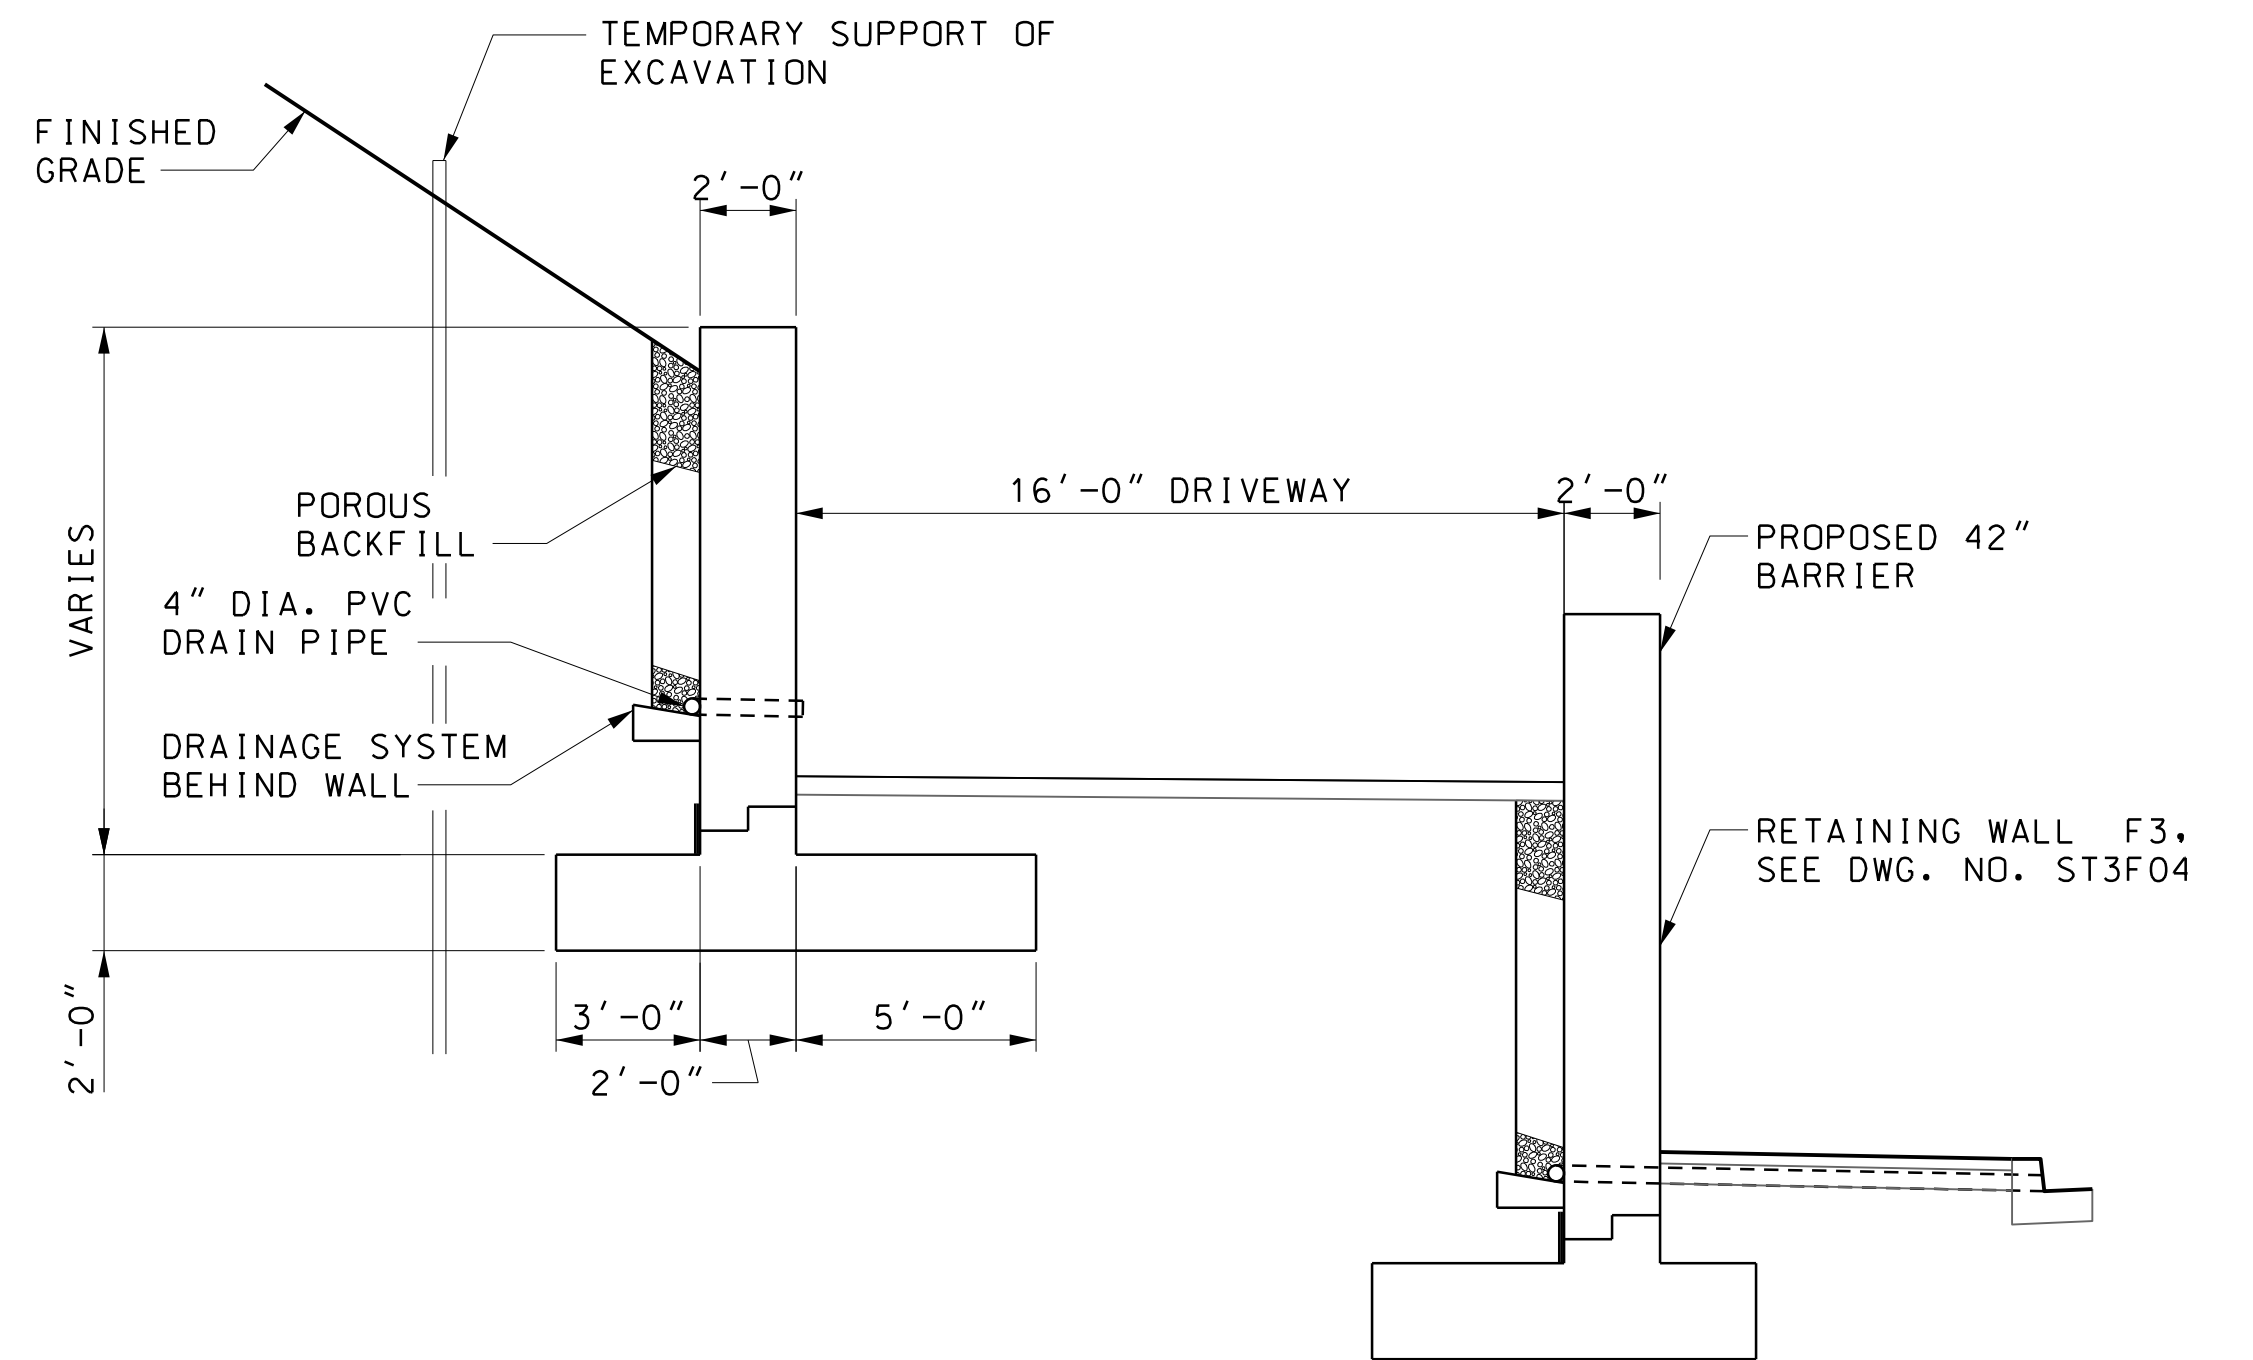 TEMPORARY SUPPORT OF
EXCAVATION
FINISHED
GRADE
2'-0"
16'-0" DRIVEWAY
2'-0"
POROUS
BACKFILL
PROPOSED 42"
BARRIER
VARIES
4" DIA. PVC
DRAIN PIPE
DRAINAGE SYSTEM
BEHIND WALL
RETAINING WALL F3,
SEE DWG. NO. ST3F04
2'-0"
3'-0"
5'-0"
2'-0"